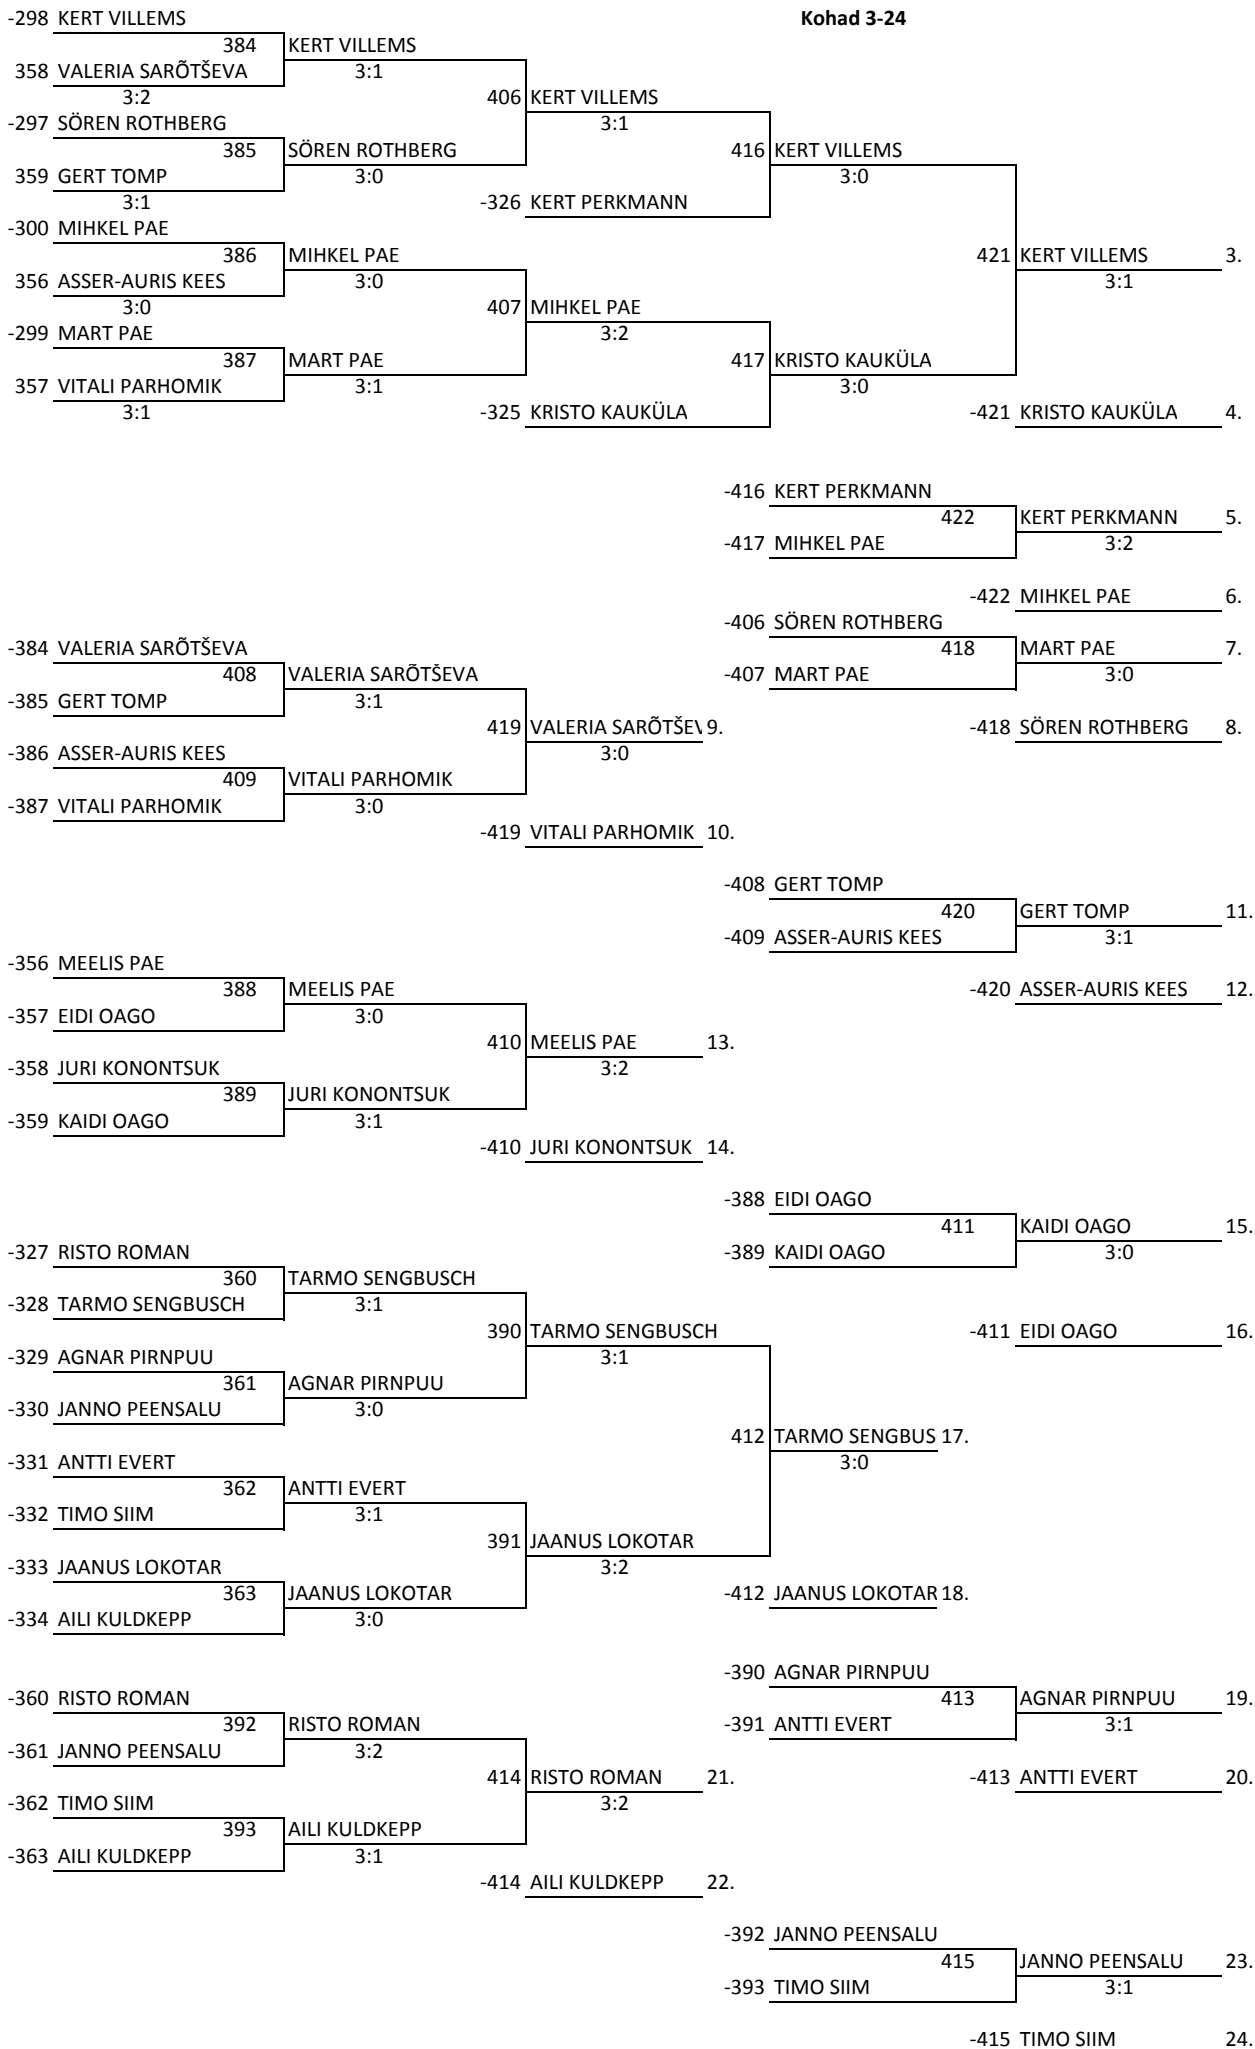 -298 KERT VILLEMS Kohad 3-24
384 KERT VILLEMS
358 VALERIA SARÕTŠEVA 3:1
3:2 406 KERT VILLEMS
-297 SÖREN ROTHBERG 3:1
385 SÖREN ROTHBERG 416 KERT VILLEMS
359 GERT TOMP 3:0 3:0
3:1 -326 KERT PERKMANN
-300 MIHKEL PAE
386 MIHKEL PAE 421 KERT VILLEMS 3.
356 ASSER-AURIS KEES 3:0 3:1
3:0 407 MIHKEL PAE
-299 MART PAE 3:2
387 MART PAE 417 KRISTO KAUKÜLA
357 VITALI PARHOMIK 3:1 3:0
3:1 -325 KRISTO KAUKÜLA -421 KRISTO KAUKÜLA 4.
-416 KERT PERKMANN
422 KERT PERKMANN 5.
-417 MIHKEL PAE 3:2
-422 MIHKEL PAE 6.
-406 SÖREN ROTHBERG
-384 VALERIA SARÕTŠEVA 418 MART PAE 7.
408 VALERIA SARÕTŠEVA -407 MART PAE 3:0
-385 GERT TOMP 3:1
419 VALERIA SARÕTŠEV 9. -418 SÖREN ROTHBERG 8.
-386 ASSER-AURIS KEES 3:0
409 VITALI PARHOMIK
-387 VITALI PARHOMIK 3:0
-419 VITALI PARHOMIK 10.
-408 GERT TOMP
420 GERT TOMP 11.
-409 ASSER-AURIS KEES 3:1
-356 MEELIS PAE
388 MEELIS PAE -420 ASSER-AURIS KEES 12.
-357 EIDI OAGO 3:0
410 MEELIS PAE 13.
-358 JURI KONONTSUK 3:2
389 JURI KONONTSUK
-359 KAIDI OAGO 3:1
-410 JURI KONONTSUK 14.
-388 EIDI OAGO
411 KAIDI OAGO 15.
-327 RISTO ROMAN -389 KAIDI OAGO 3:0
360 TARMO SENGBUSCH
-328 TARMO SENGBUSCH 3:1
390 TARMO SENGBUSCH -411 EIDI OAGO 16.
-329 AGNAR PIRNPUU 3:1
361 AGNAR PIRNPUU
-330 JANNO PEENSALU 3:0
412 TARMO SENGBUS 17.
-331 ANTTI EVERT 3:0
362 ANTTI EVERT
-332 TIMO SIIM 3:1
391 JAANUS LOKOTAR
-333 JAANUS LOKOTAR 3:2
363 JAANUS LOKOTAR -412 JAANUS LOKOTAR 18.
-334 AILI KULDKEPP 3:0
-390 AGNAR PIRNPUU
-360 RISTO ROMAN 413 AGNAR PIRNPUU 19.
392 RISTO ROMAN -391 ANTTI EVERT 3:1
-361 JANNO PEENSALU 3:2
414 RISTO ROMAN 21. -413 ANTTI EVERT 20.
-362 TIMO SIIM 3:2
393 AILI KULDKEPP
-363 AILI KULDKEPP 3:1
-414 AILI KULDKEPP 22.
-392 JANNO PEENSALU
415 JANNO PEENSALU 23.
-393 TIMO SIIM 3:1
-415 TIMO SIIM 24.